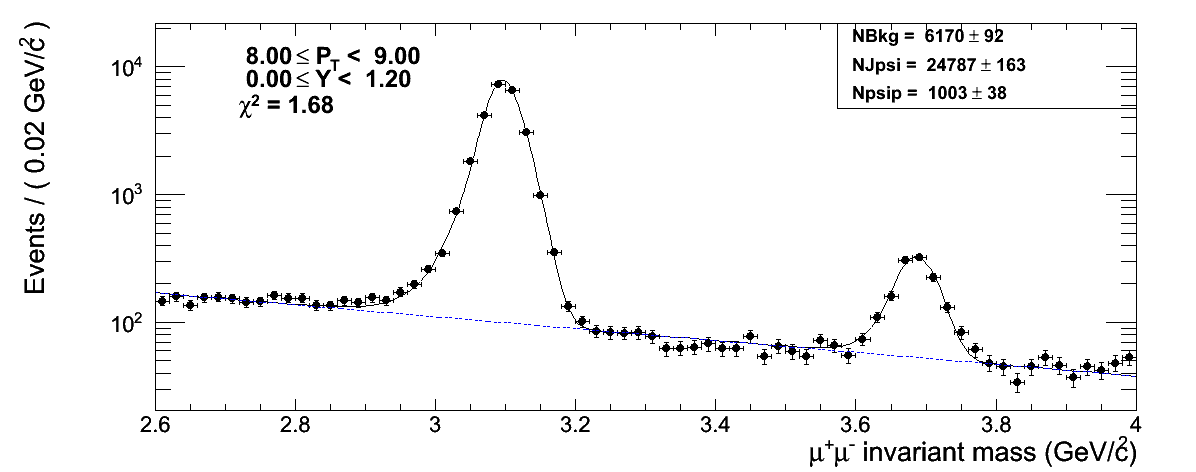 Events / ( 0.02 GeV/c² )
10⁴
10³
10²
8.00 ≤ P_T < 9.00
0.00 ≤ Y < 1.20
χ² = 1.68
NBkg = 6170 ± 92
NJpsi = 24787 ± 163
Npsip = 1003 ± 38
2.6 2.8 3 3.2 3.4 3.6 3.8 4
μ⁺μ⁻ invariant mass (GeV/c²)